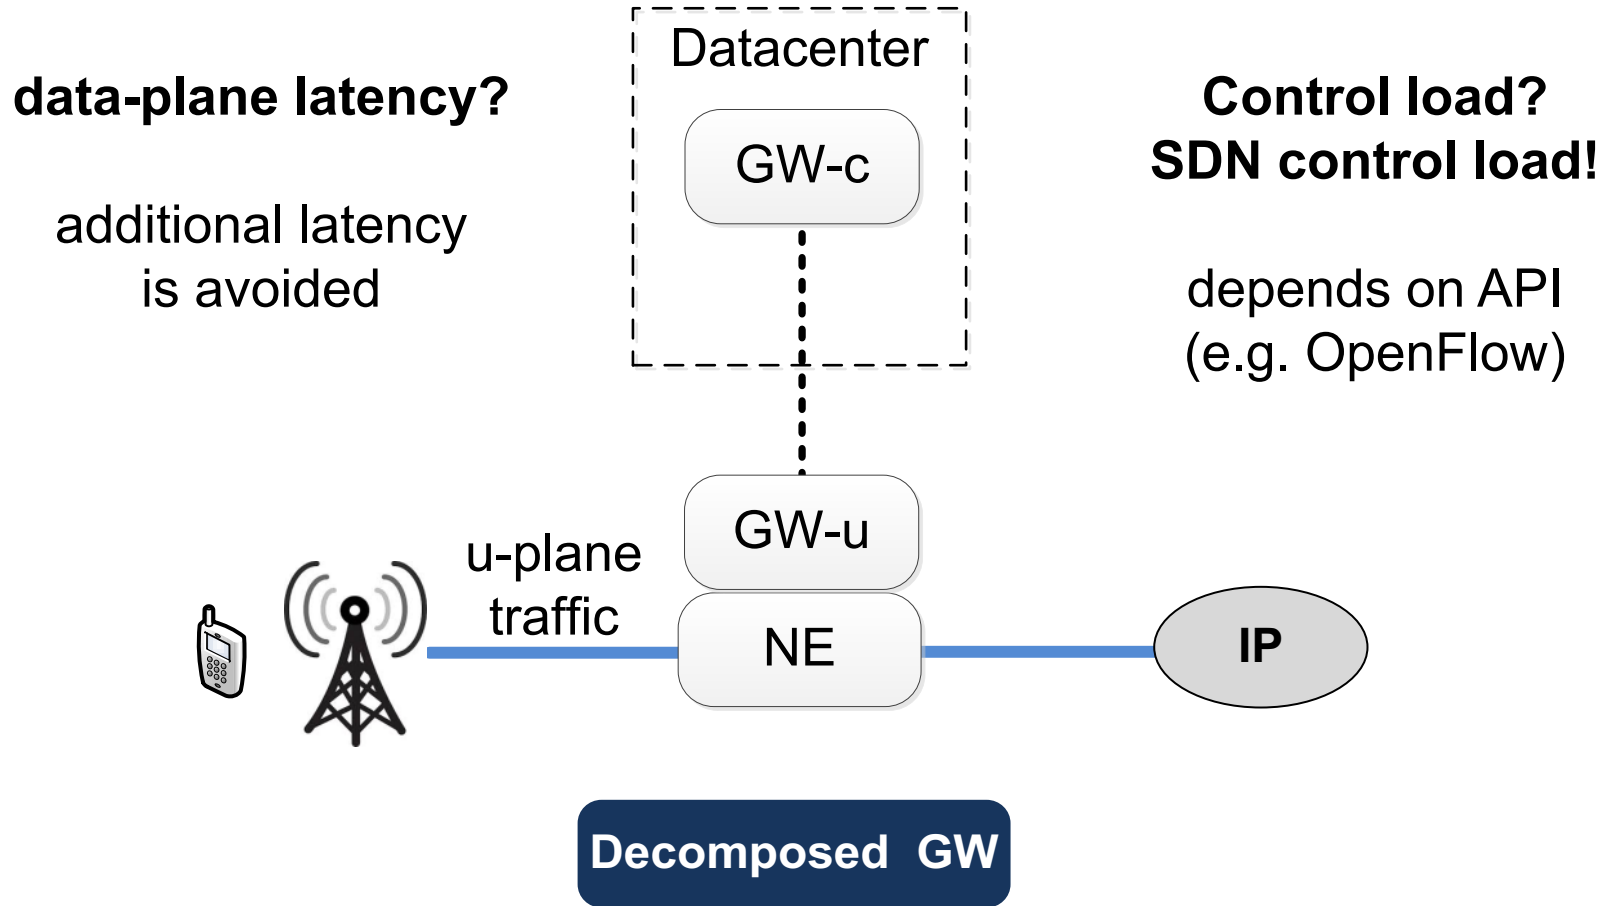 Datacenter
data-plane latency?
additional latency
is avoided
GW-c
Control load?
SDN control load!
depends on API
(e.g. OpenFlow)
GW-u
u-plane
traffic
NE
IP
Decomposed GW